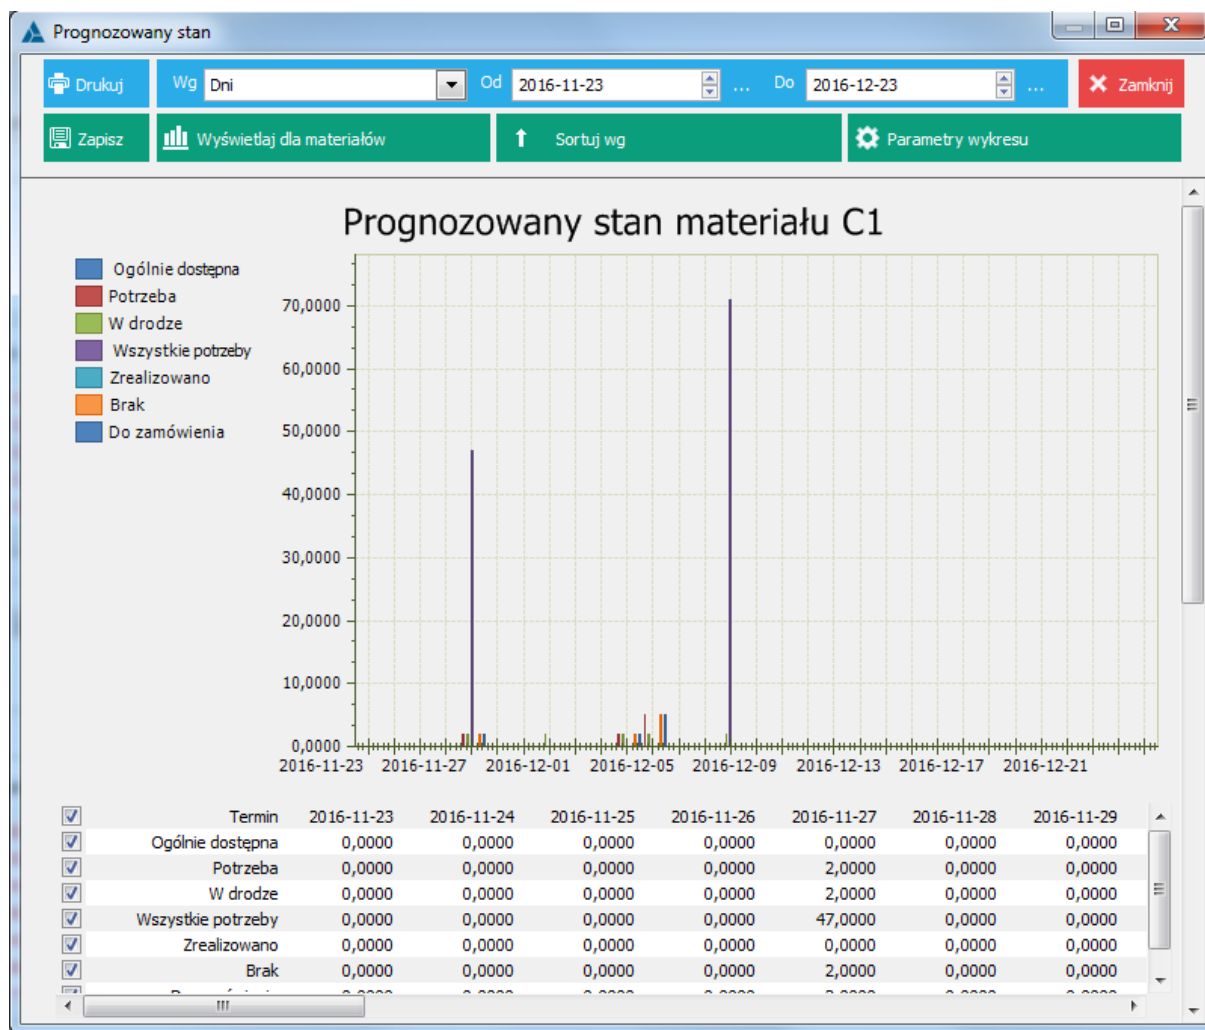 Prognozowany stan
Drukuj Wg Dni Od 2016-11-23 ... Do 2016-12-23 ... Zamknij
Zapisz Wyświetlaj dla materiałów Sortuj wg Parametry wykresu
Prognozowany stan materiału C1
Ogólnie dostępna
Potrzeba
W drodze
Wszystkie potrzeby
Zrealizowano
Brak
Do zamówienia
70,0000
60,0000
50,0000
40,0000
30,0000
20,0000
10,0000
0,0000
2016-11-23 2016-11-27 2016-12-01 2016-12-05 2016-12-09 2016-12-13 2016-12-17 2016-12-21
Termin 2016-11-23 2016-11-24 2016-11-25 2016-11-26 2016-11-27 2016-11-28 2016-11-29
Ogólnie dostępna 0,0000 0,0000 0,0000 0,0000 0,0000 0,0000 0,0000
Potrzeba 0,0000 0,0000 0,0000 0,0000 2,0000 0,0000 0,0000
W drodze 0,0000 0,0000 0,0000 0,0000 2,0000 0,0000 0,0000
Wszystkie potrzeby 0,0000 0,0000 0,0000 0,0000 47,0000 0,0000 0,0000
Zrealizowano 0,0000 0,0000 0,0000 0,0000 0,0000 0,0000 0,0000
Brak 0,0000 0,0000 0,0000 0,0000 2,0000 0,0000 0,0000